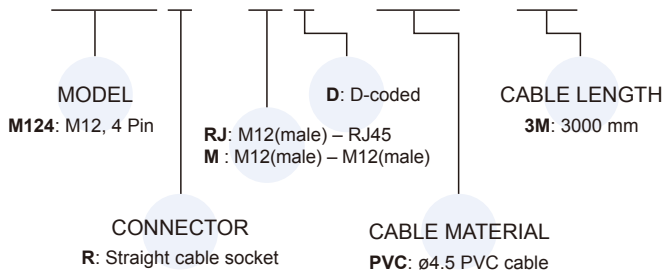 MODEL
M124: M12, 4 Pin
D: D-coded
RJ: M12(male) – RJ45
M : M12(male) – M12(male)
CABLE LENGTH
3M: 3000 mm
CONNECTOR
R: Straight cable socket
CABLE MATERIAL
PVC: ø4.5 PVC cable